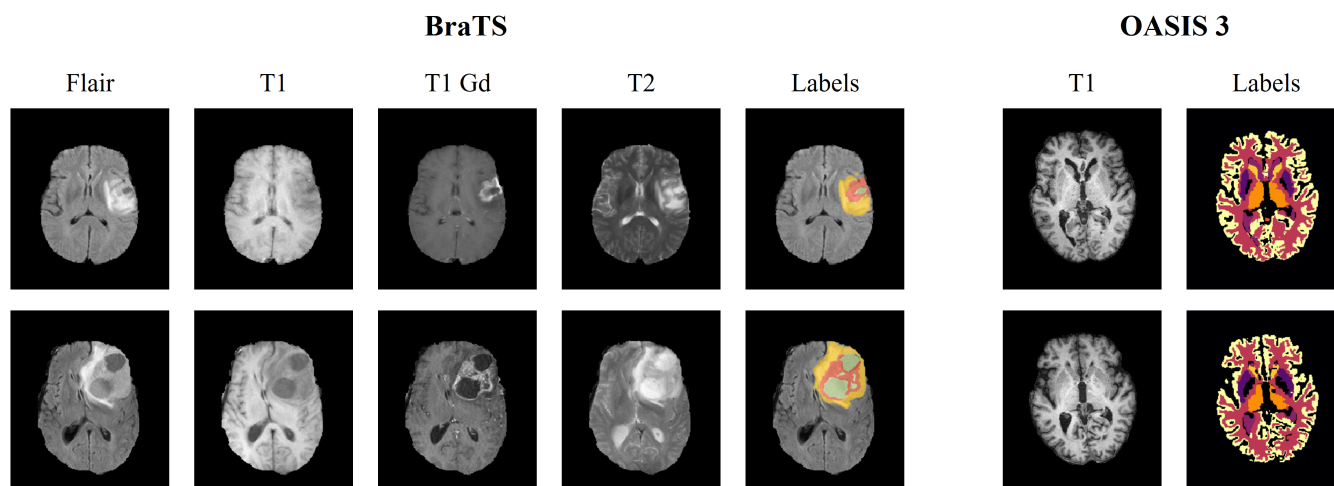 BraTS
OASIS 3
Flair
T1
T1 Gd
T2
Labels
T1
Labels